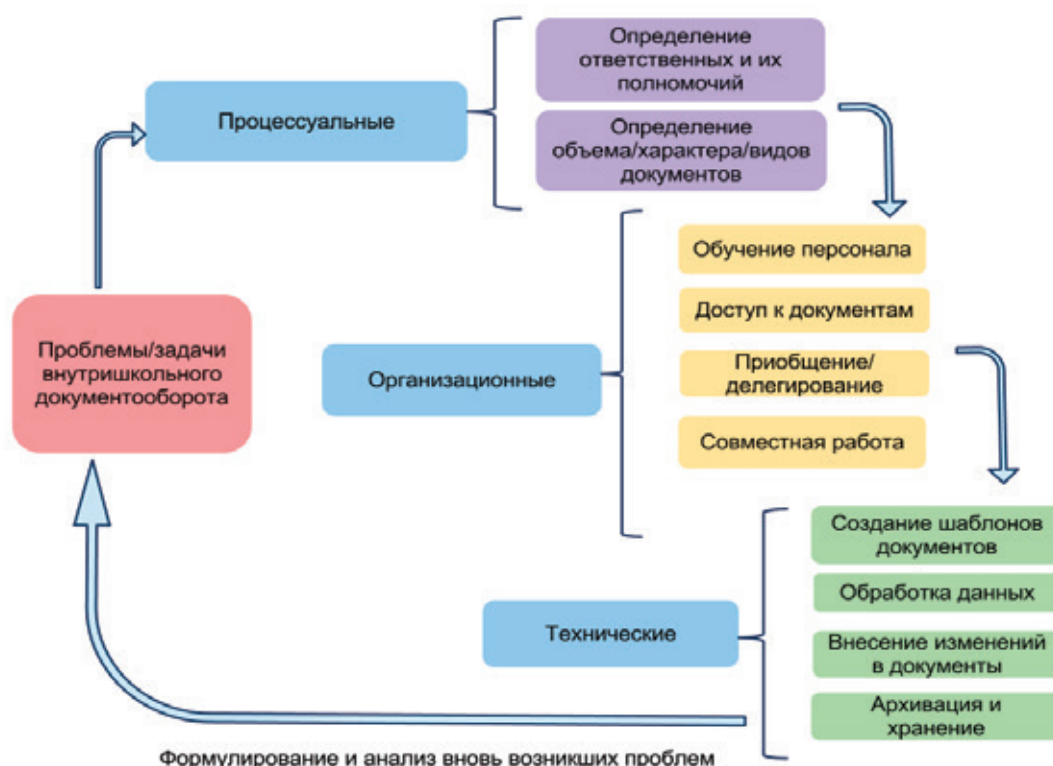 Определение
ответственных и их
полномочий
Процессуальные
Определение
объема/характера/видов
документов
Обучение персонала
Доступ к документам
Проблемы/задачи
внутришкольного
документооборота
Организационные
Приобщение/
делегирование
Совместная работа
Создание шаблонов
документов
Обработка данных
Технические
Внесение изменений
в документы
Архивация и
хранение
Формулирование и анализ вновь возникших проблем